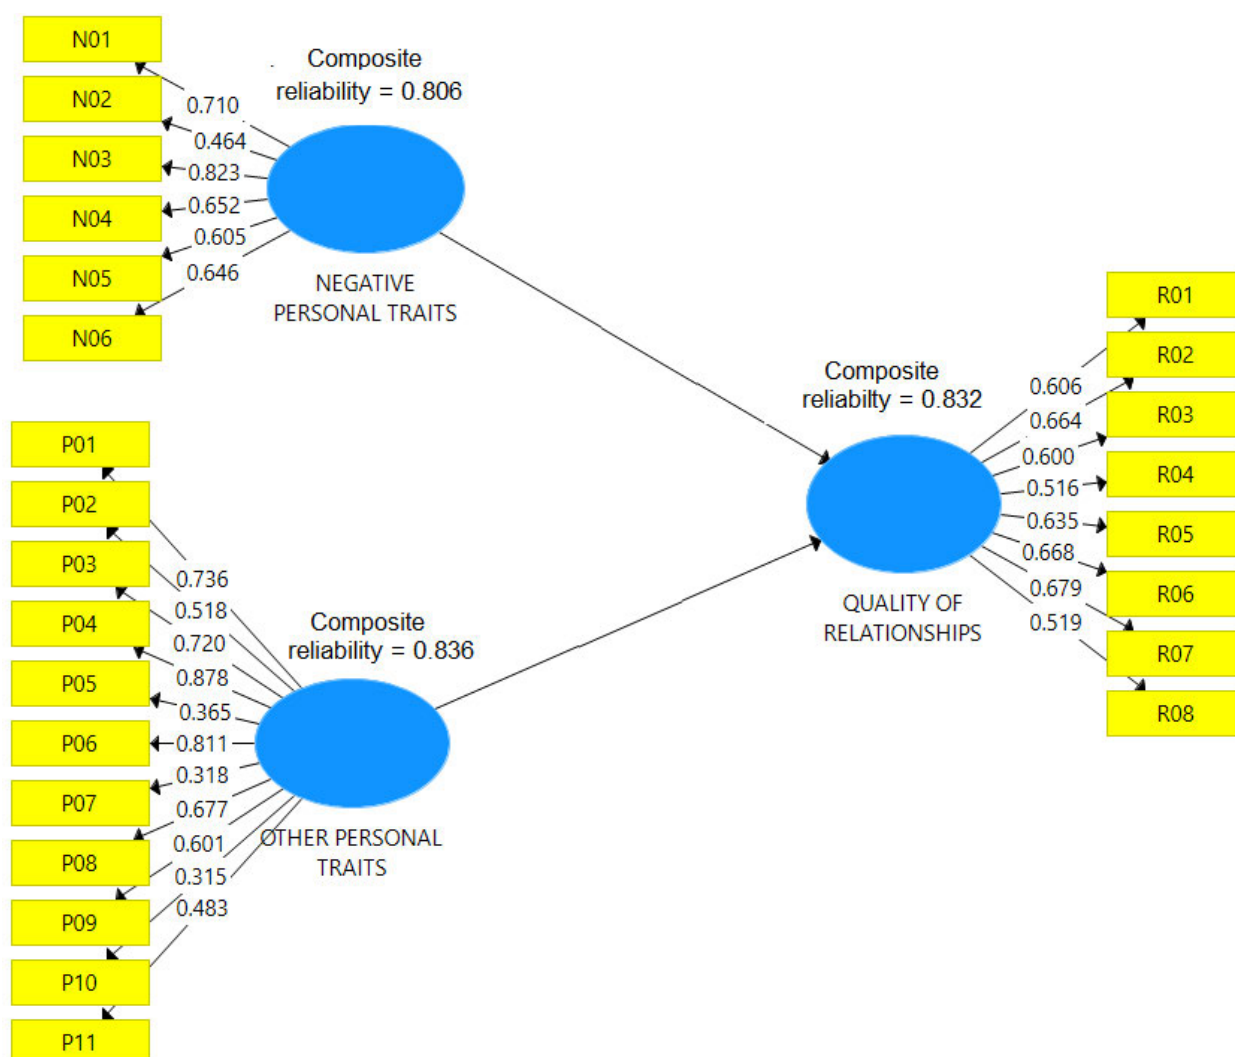 N01
N02
N03
N04
N05
N06
0.710
0.464
0.823
0.652
0.605
0.646
Composite
reliability = 0.806
NEGATIVE
PERSONAL TRAITS
P01
P02
P03
P04
P05
P06
P07
P08
P09
P10
P11
0.736
0.518
0.720
0.878
0.365
0.811
0.318
0.677
0.601
0.315
0.483
Composite
reliability = 0.836
OTHER PERSONAL
TRAITS
Composite
reliabilty = 0.832
QUALITY OF
RELATIONSHIPS
0.606
0.664
0.600
0.516
0.635
0.668
0.679
0.519
R01
R02
R03
R04
R05
R06
R07
R08